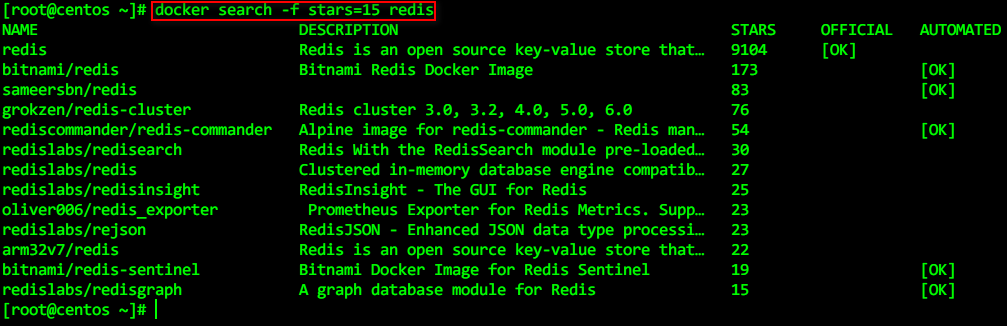 [root@centos ~]# docker search -f stars=15 redis
NAME DESCRIPTION STARS OFFICIAL AUTOMATED
redis Redis is an open source key-value store that… 9104 [OK]
bitnami/redis Bitnami Redis Docker Image 173 [OK]
sameersbn/redis 83 [OK]
grokzen/redis-cluster Redis cluster 3.0, 3.2, 4.0, 5.0, 6.0 76
rediscommander/redis-commander Alpine image for redis-commander - Redis man… 54 [OK]
redislabs/redisearch Redis With the RedisSearch module pre-loaded… 30
redislabs/redis Clustered in-memory database engine compatib… 27
redislabs/redisinsight RedisInsight - The GUI for Redis 25
oliver006/redis_exporter Prometheus Exporter for Redis Metrics. Supp… 23
redislabs/rejson RedisJSON - Enhanced JSON data type processi… 23
arm32v7/redis Redis is an open source key-value store that… 22
bitnami/redis-sentinel Bitnami Docker Image for Redis Sentinel 19 [OK]
redislabs/redisgraph A graph database module for Redis 15 [OK]
[root@centos ~]#